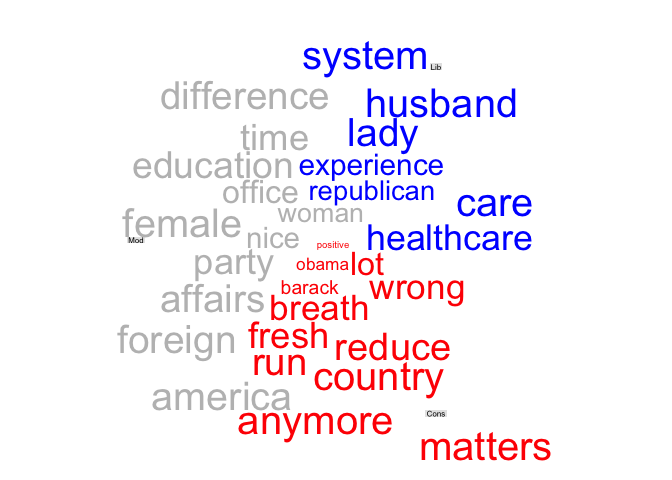 system
Lib
difference
husband
time
lady
education
experience
office
republican
care
woman
female
nice
healthcare
Mod
positive
party
obama
lot
barack
wrong
affairs
breath
foreign
fresh
reduce
run
country
america
anymore
Cons
matters